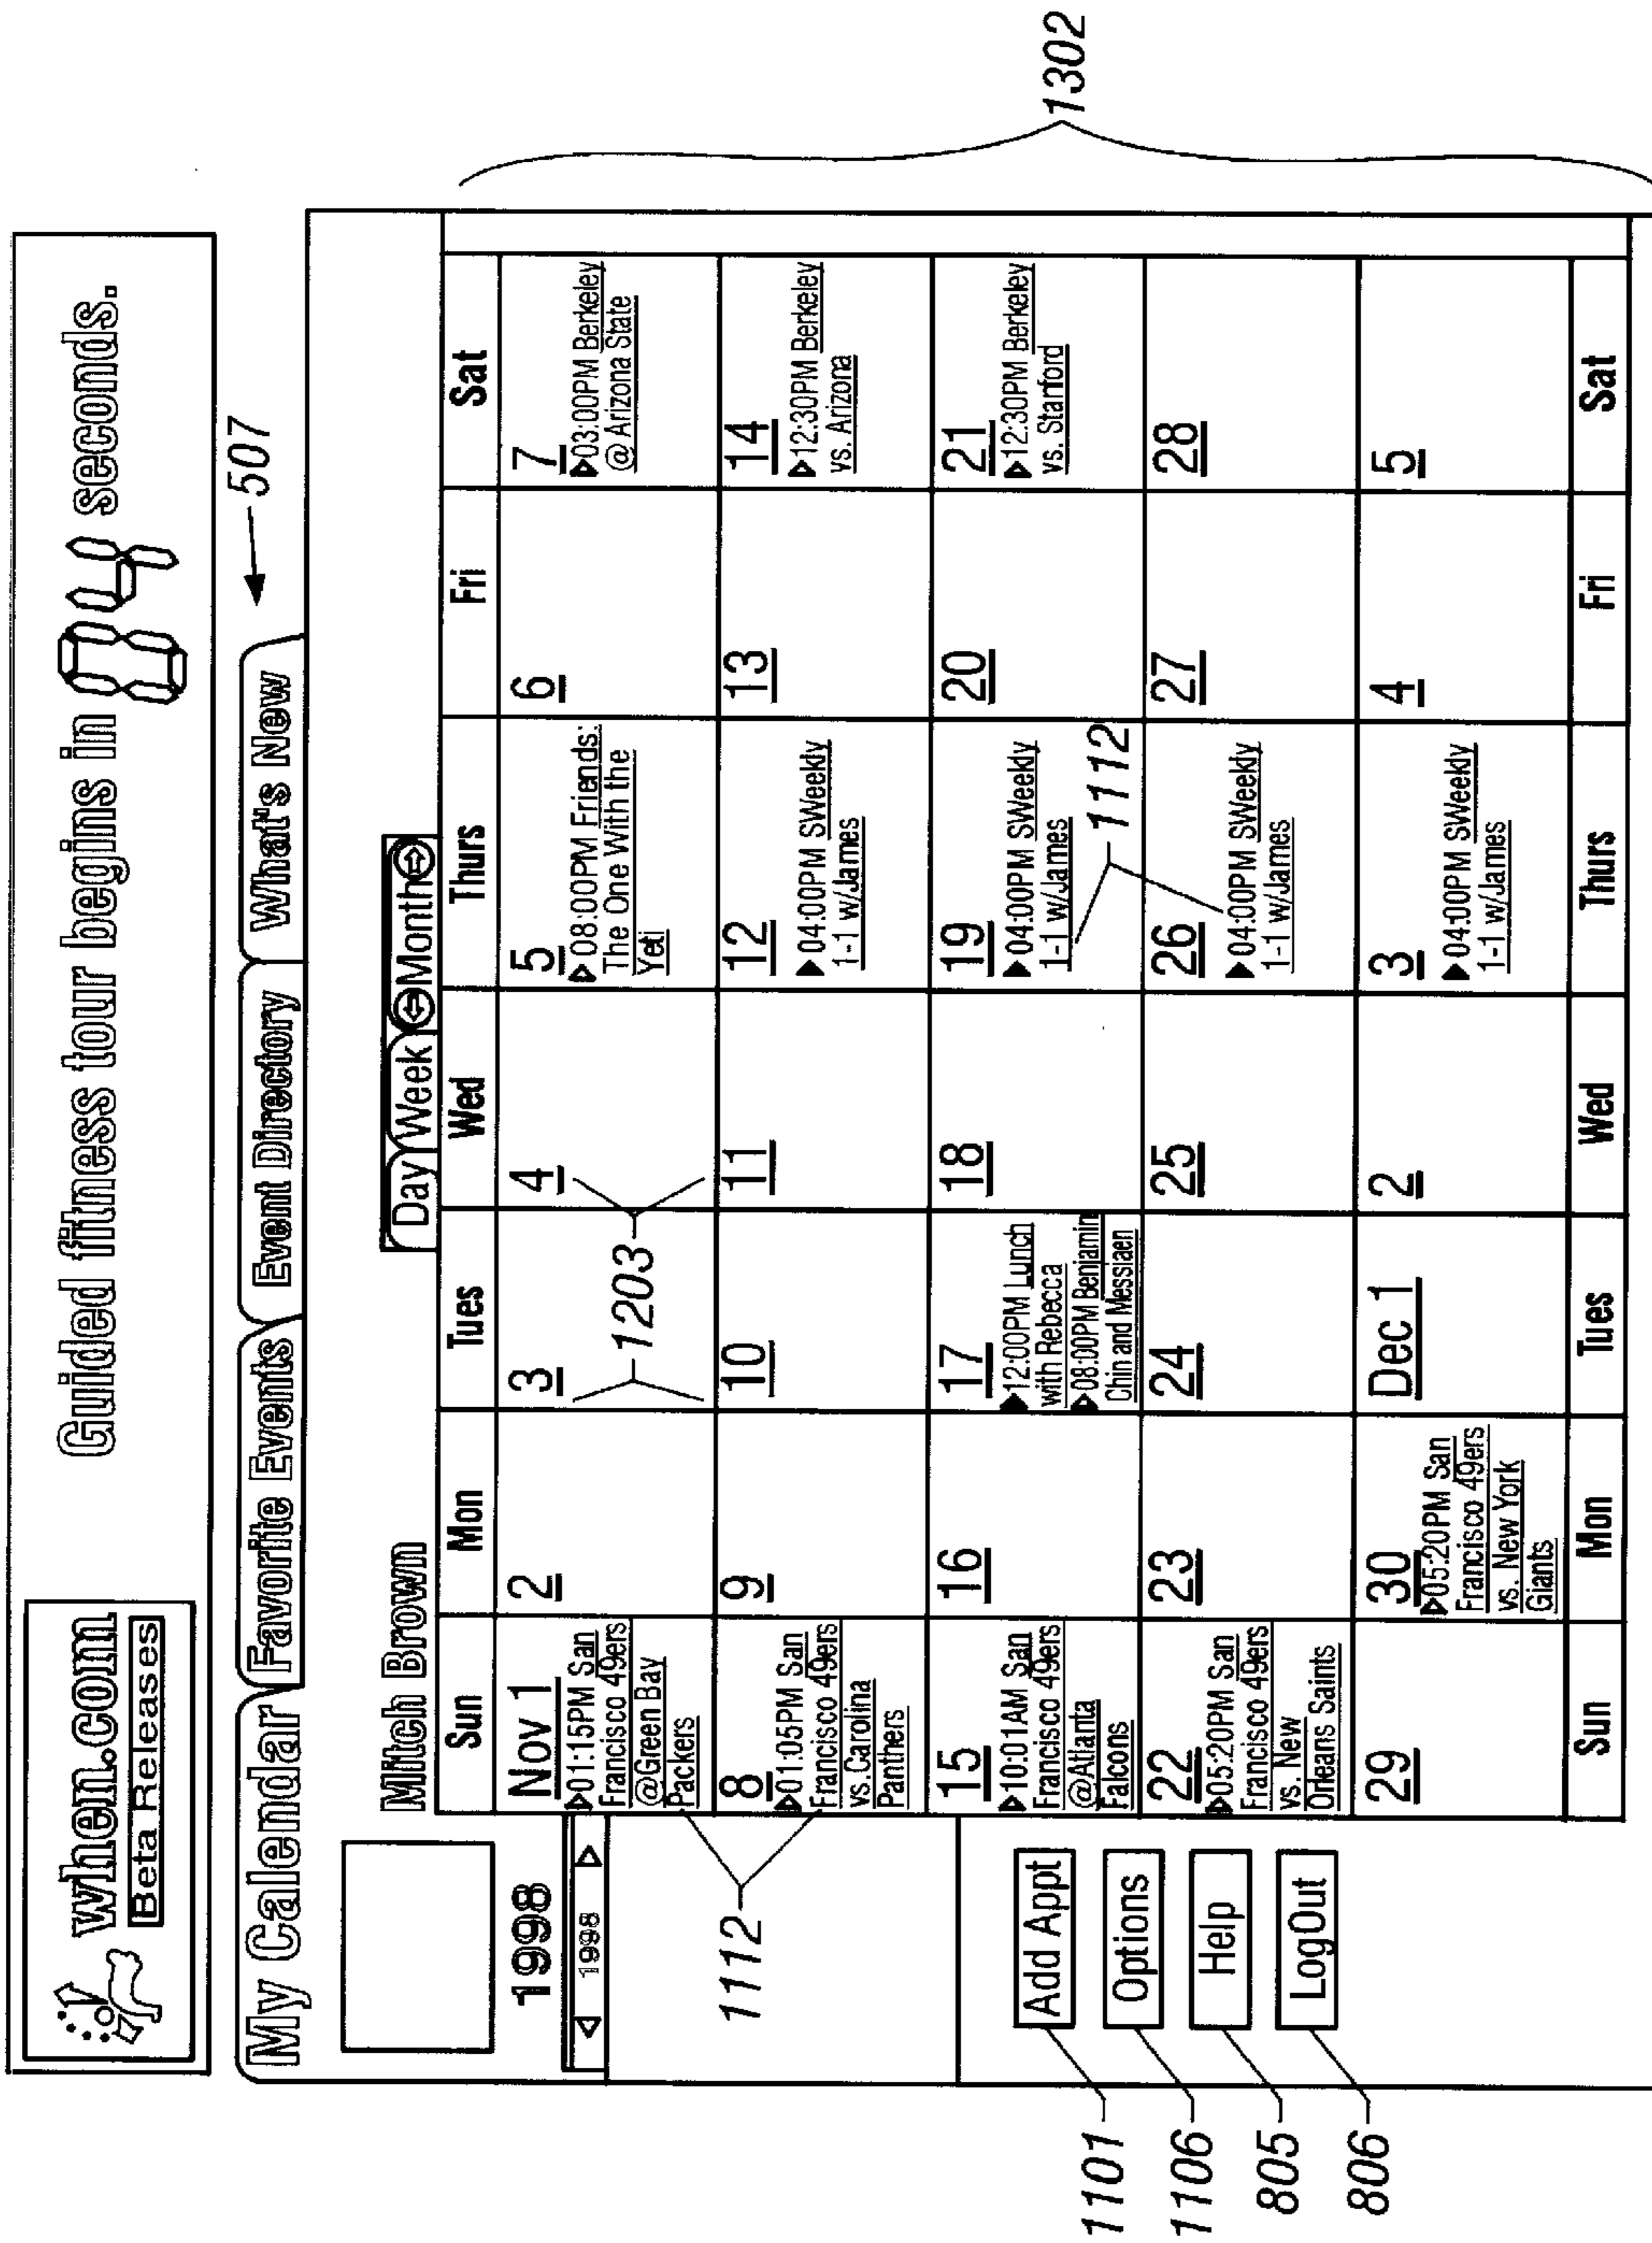 when.com
Beta Releases
Guided fitness tour begins in 04 seconds.
My Calendar
Favorite Events
Event Directory
What's New
507
1998
1998
Mitch Brown
Day
Week
Month
Sun
Mon
Tues
Wed
Thurs
Fri
Sat
Nov 1
01:15PM San
Francisco 49ers
@Green Bay
Packers
2
3
4
5
08:00PM Friends:
The One With the
Yeti
6
7
03:00PM Berkeley
@ Arizona State
1203
1112
8
01:05PM San
Francisco 49ers
vs. Carolina
Panthers
9
10
11
12
04:00PM SWeekly
1-1 w/James
13
14
12:30PM Berkeley
vs. Arizona
15
10:01AM San
Francisco 49ers
@Atlanta
Falcons
16
17
12:00PM Lunch
with Rebecca
08:00PM Benjamin
Chin and Messiaen
18
19
04:00PM SWeekly
1-1 w/James
20
21
12:30PM Berkeley
vs. Stanford
1112
22
05:20PM San
Francisco 49ers
vs. New
Orleans Saints
23
24
25
26
04:00PM SWeekly
1-1 w/James
27
28
29
30
05:20PM San
Francisco 49ers
vs. New York
Giants
Dec 1
2
3
04:00PM SWeekly
1-1 w/James
4
5
Sun
Mon
Tues
Wed
Thurs
Fri
Sat
1302
Add Appt
Options
Help
LogOut
1101
1106
805
806